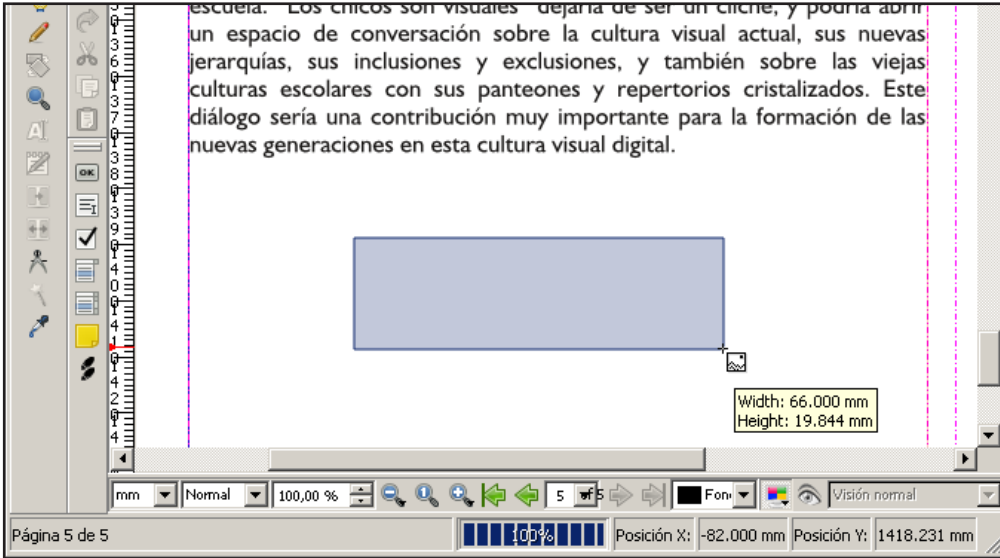 escuela. "Los chicos son visuales" dejaría de ser un cliché, y podría abrir
un espacio de conversación sobre la cultura visual actual, sus nuevas
jerarquías, sus inclusiones y exclusiones, y también sobre las viejas
culturas escolares con sus panteones y repertorios cristalizados. Este
diálogo sería una contribución muy importante para la formación de las
nuevas generaciones en esta cultura visual digital.
OK
Width: 66.000 mm
Height: 19.844 mm
mm Normal 100,00 % 5 of 5 Visión normal
Página 5 de 5 100% Posición X: -82.000 mm Posición Y: 1418.231 mm